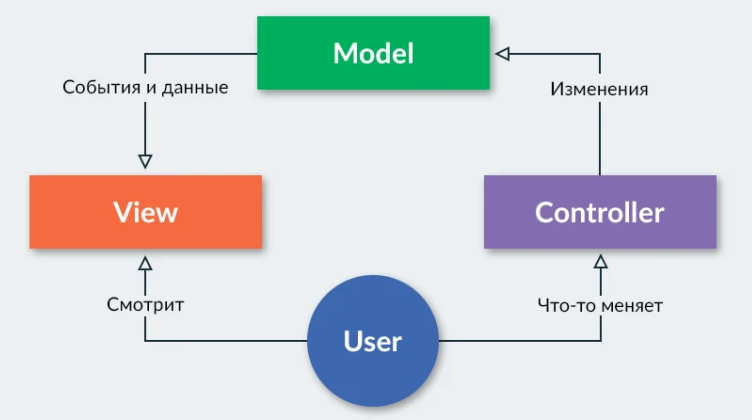 Model
События и данные
Изменения
View
Controller
Смотрит
Что-то меняет
User